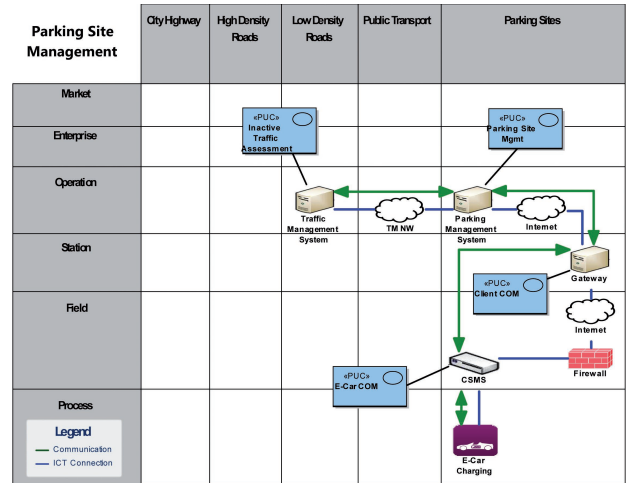 Parking Site
Management
City Highway
High Density
Roads
Low Density
Roads
Public Transport
Parking Sites
Market
Enterprise
Operation
Station
Field
Process
«PUC»
Inactive
Traffic
Assessment
«PUC»
Parking Site
Mgmt
Traffic
Management
System
TM NW
Parking
Management
System
Internet
Gateway
«PUC»
Client COM
Internet
Firewall
«PUC»
E-Car COM
CSMS
E-Car
Charging
Legend
Communication
ICT Connection